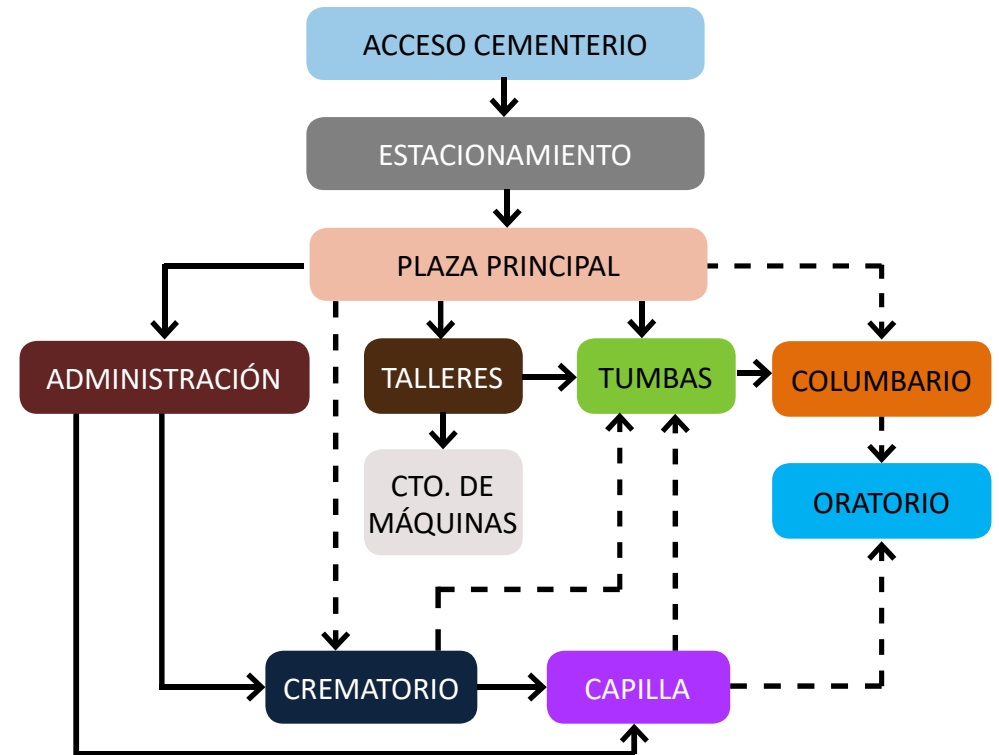 ACCESO CEMENTERIO
ESTACIONAMIENTO
PLAZA PRINCIPAL
ADMINISTRACIÓN
TALLERES
TUMBAS
COLUMBARIO
CTO. DE
MÁQUINAS
ORATORIO
CREMATORIO
CAPILLA